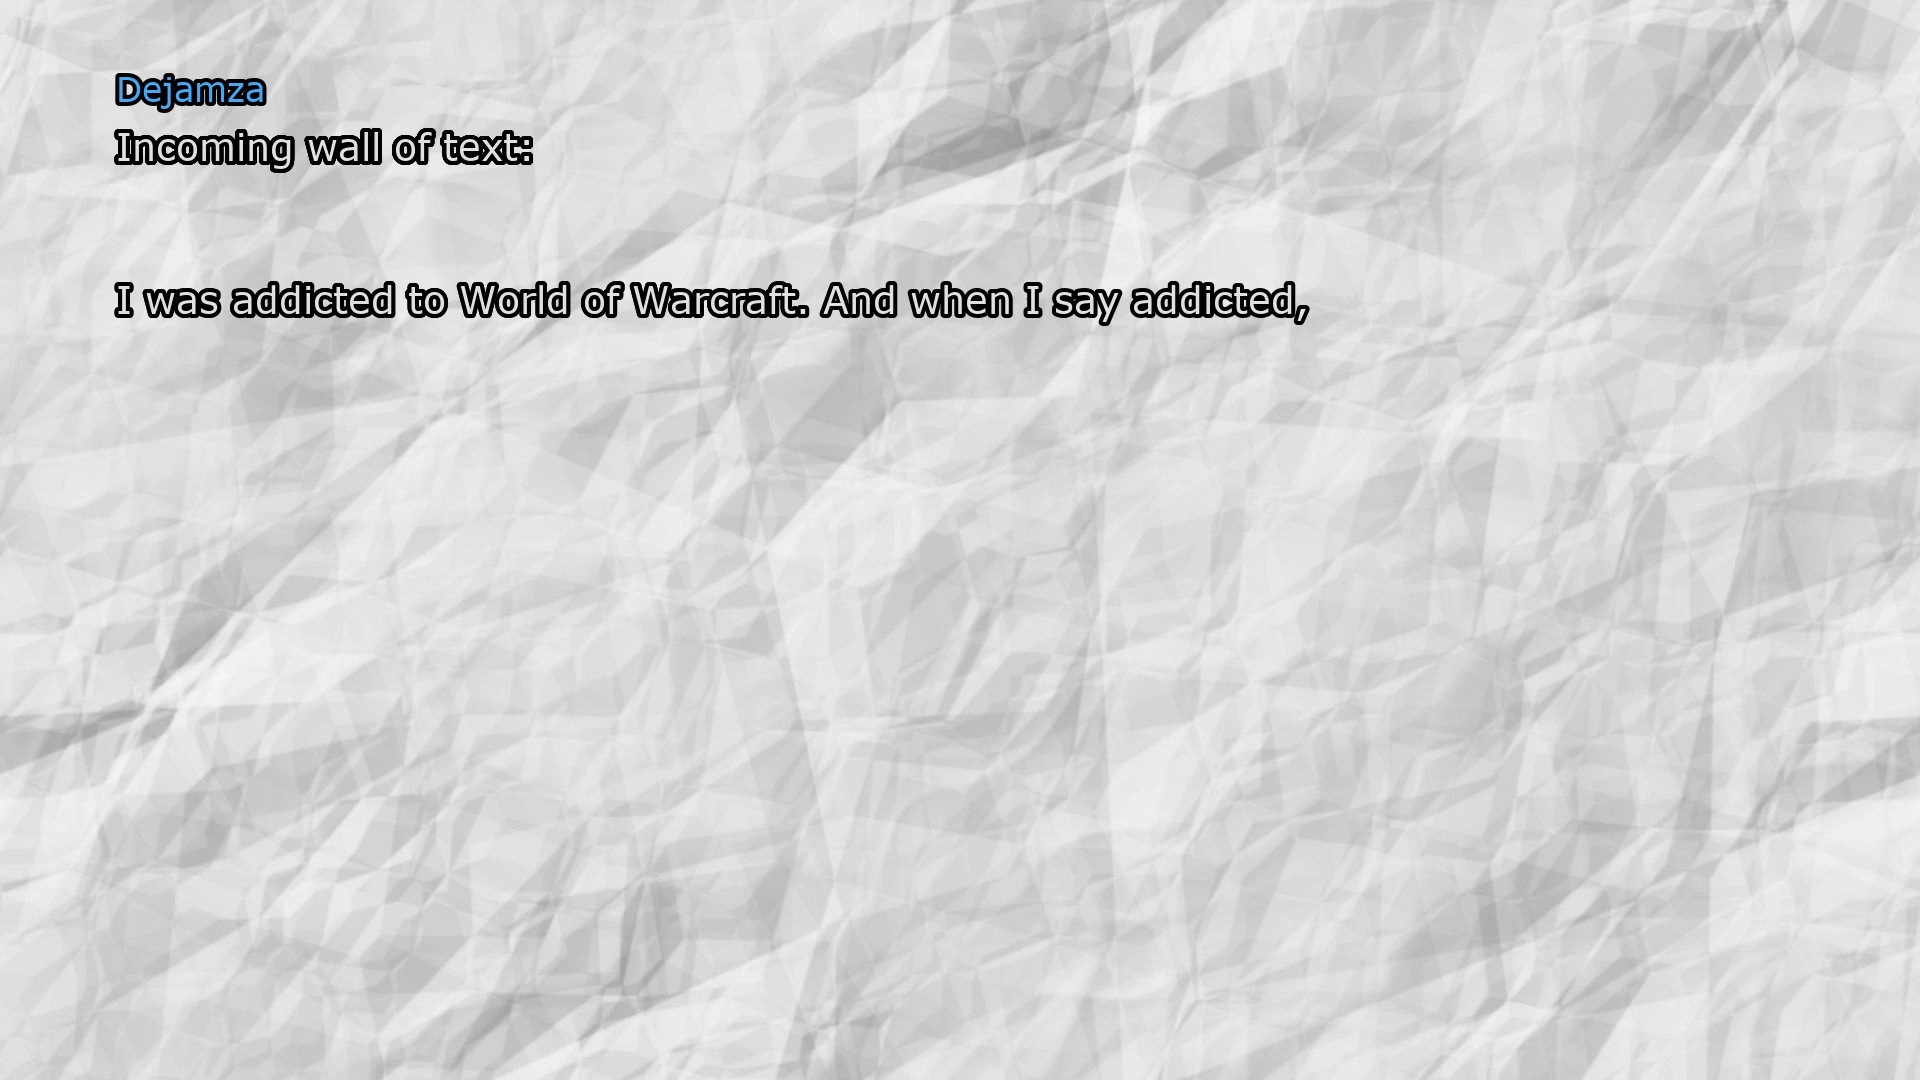 Dejamza
Incoming wall of text:
I was addicted to World of Warcraft. And when I say addicted,